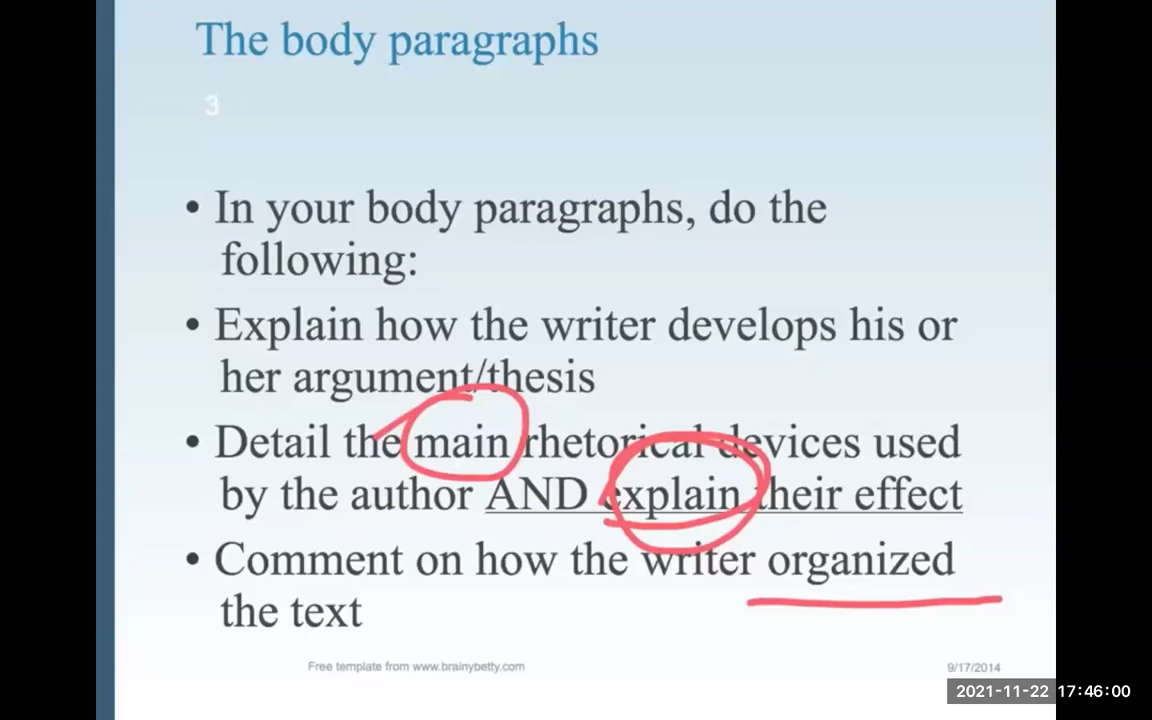 The body paragraphs
3
• In your body paragraphs, do the
following:
• Explain how the writer develops his or
her argument/thesis
• Detail the main rhetorical devices used
by the author AND explain their effect
• Comment on how the writer organized
the text
Free template from www.brainybetty.com
9/17/2014
2021-11-22 17:46:00